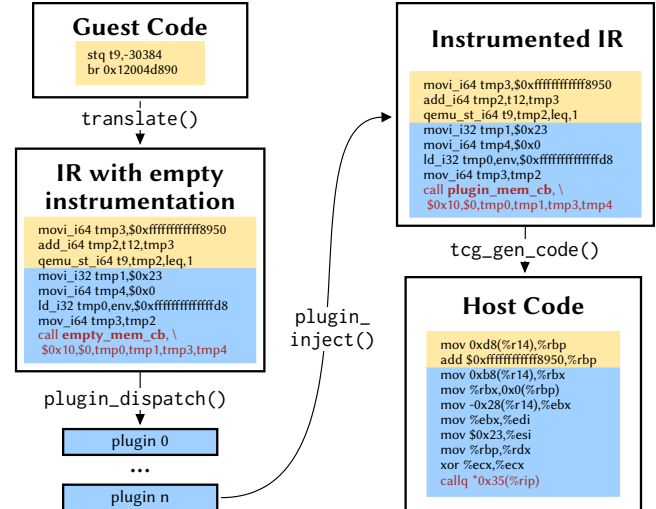 Guest Code
stq t9,-30384
br 0x12004d890
translate()
IR with empty
instrumentation
movi_i64 tmp3,$0xffffffffffff8950
add_i64 tmp2,t12,tmp3
qemu_st_i64 t9,tmp2,leq,1
movi_i32 tmp1,$0x23
movi_i64 tmp4,$0x0
ld_i32 tmp0,env,$0xffffffffffffffd8
mov_i64 tmp3,tmp2
call empty_mem_cb, \
$0x10,$0,tmp0,tmp1,tmp3,tmp4
plugin_dispatch()
plugin 0
...
plugin n
plugin_
inject()
Instrumented IR
movi_i64 tmp3,$0xffffffffffff8950
add_i64 tmp2,t12,tmp3
qemu_st_i64 t9,tmp2,leq,1
movi_i32 tmp1,$0x23
movi_i64 tmp4,$0x0
ld_i32 tmp0,env,$0xffffffffffffffd8
mov_i64 tmp3,tmp2
call plugin_mem_cb, \
$0x10,$0,tmp0,tmp1,tmp3,tmp4
tcg_gen_code()
Host Code
mov 0xd8(%r14),%rbp
add $0xffffffffffff8950,%rbp
mov 0xb8(%r14),%rbx
mov %rbx,0x0(%rbp)
mov -0x28(%r14),%ebx
mov %ebx,%edi
mov $0x23,%esi
mov %rbp,%rdx
xor %ecx,%ecx
callq *0x35(%rip)